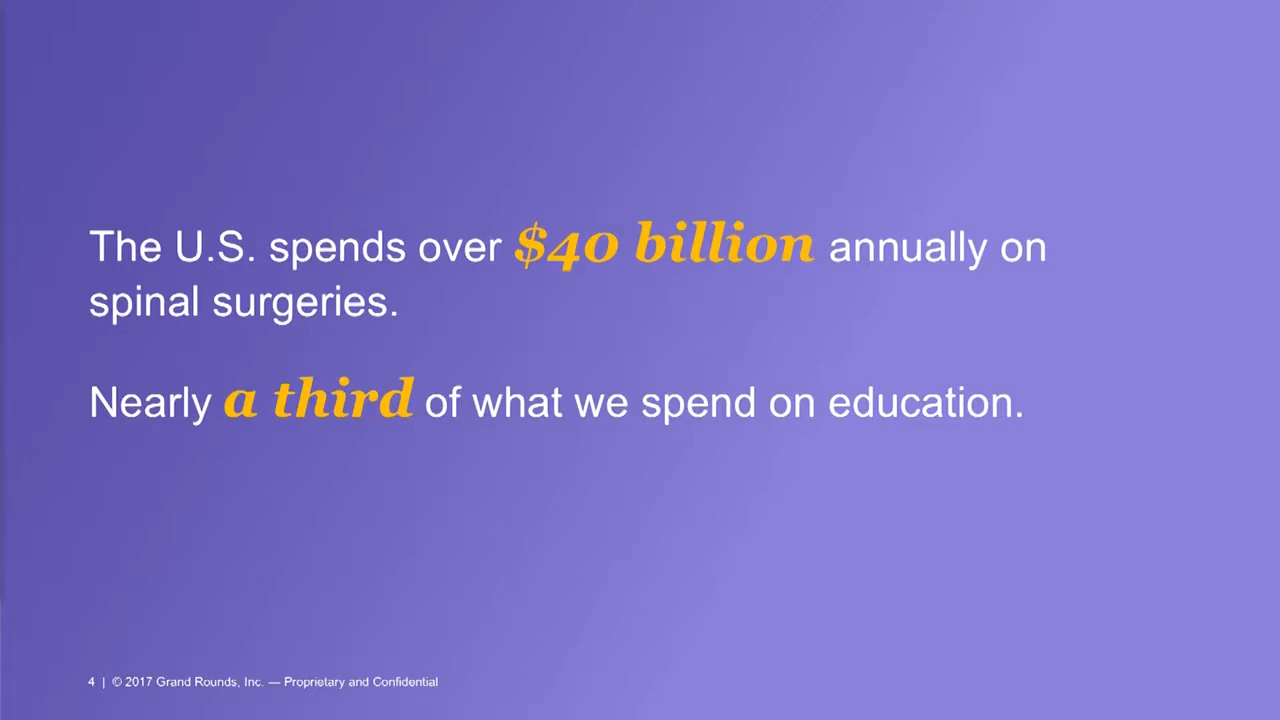 The U.S. spends over $40 billion annually on
spinal surgeries.
Nearly a third of what we spend on education.
4 | © 2017 Grand Rounds, Inc. — Proprietary and Confidential